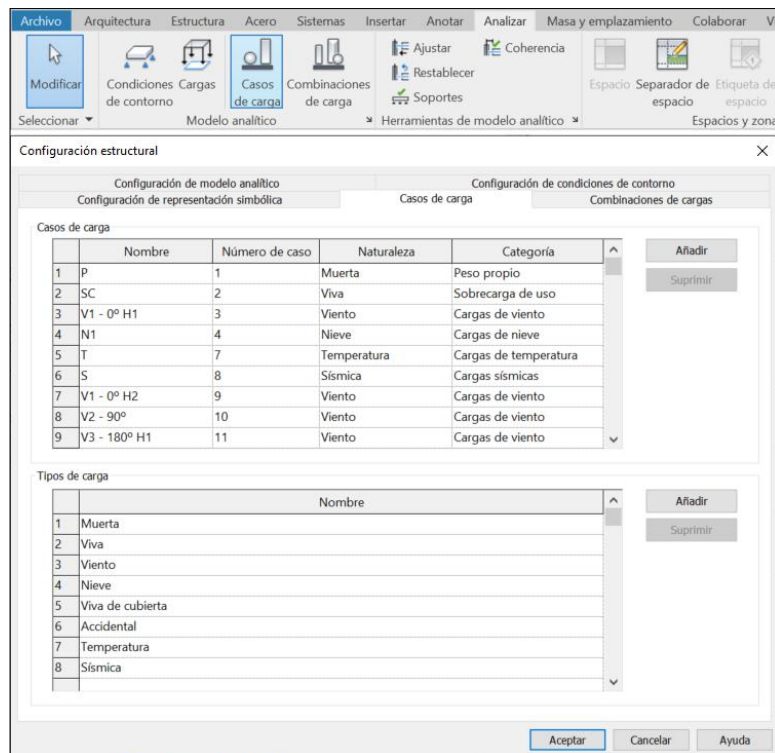 Archivo Arquitectura Estructura Acero Sistemas Insertar Anotar Analizar Masa y emplazamiento Colaborar
Modificar
Condiciones de contorno
Cargas
Casos de carga
Combinaciones de carga
Ajustar
Restablecer
Soportes
Coherencia
Espacio
Separador de espacio
Etiqueta de espacio
Seleccionar
Modelo analítico
Herramientas de modelo analítico
Espacios y zona
Configuración estructural
Configuración de modelo analítico Configuración de condiciones de contorno
Configuración de representación simbólica Casos de carga Combinaciones de cargas
Casos de carga
Nombre Número de caso Naturaleza Categoría
1 P 1 Muerta Peso propio
2 SC 2 Viva Sobrecarga de uso
3 V1 - 0º H1 3 Viento Cargas de viento
4 N1 4 Nieve Cargas de nieve
5 T 7 Temperatura Cargas de temperatura
6 S 8 Sísmica Cargas sísmicas
7 V1 - 0º H2 9 Viento Cargas de viento
8 V2 - 90º 10 Viento Cargas de viento
9 V3 - 180º H1 11 Viento Cargas de viento
Añadir
Suprimir
Tipos de carga
Nombre
1 Muerta
2 Viva
3 Viento
4 Nieve
5 Viva de cubierta
6 Accidental
7 Temperatura
8 Sísmica
Añadir
Suprimir
Aceptar Cancelar Ayuda